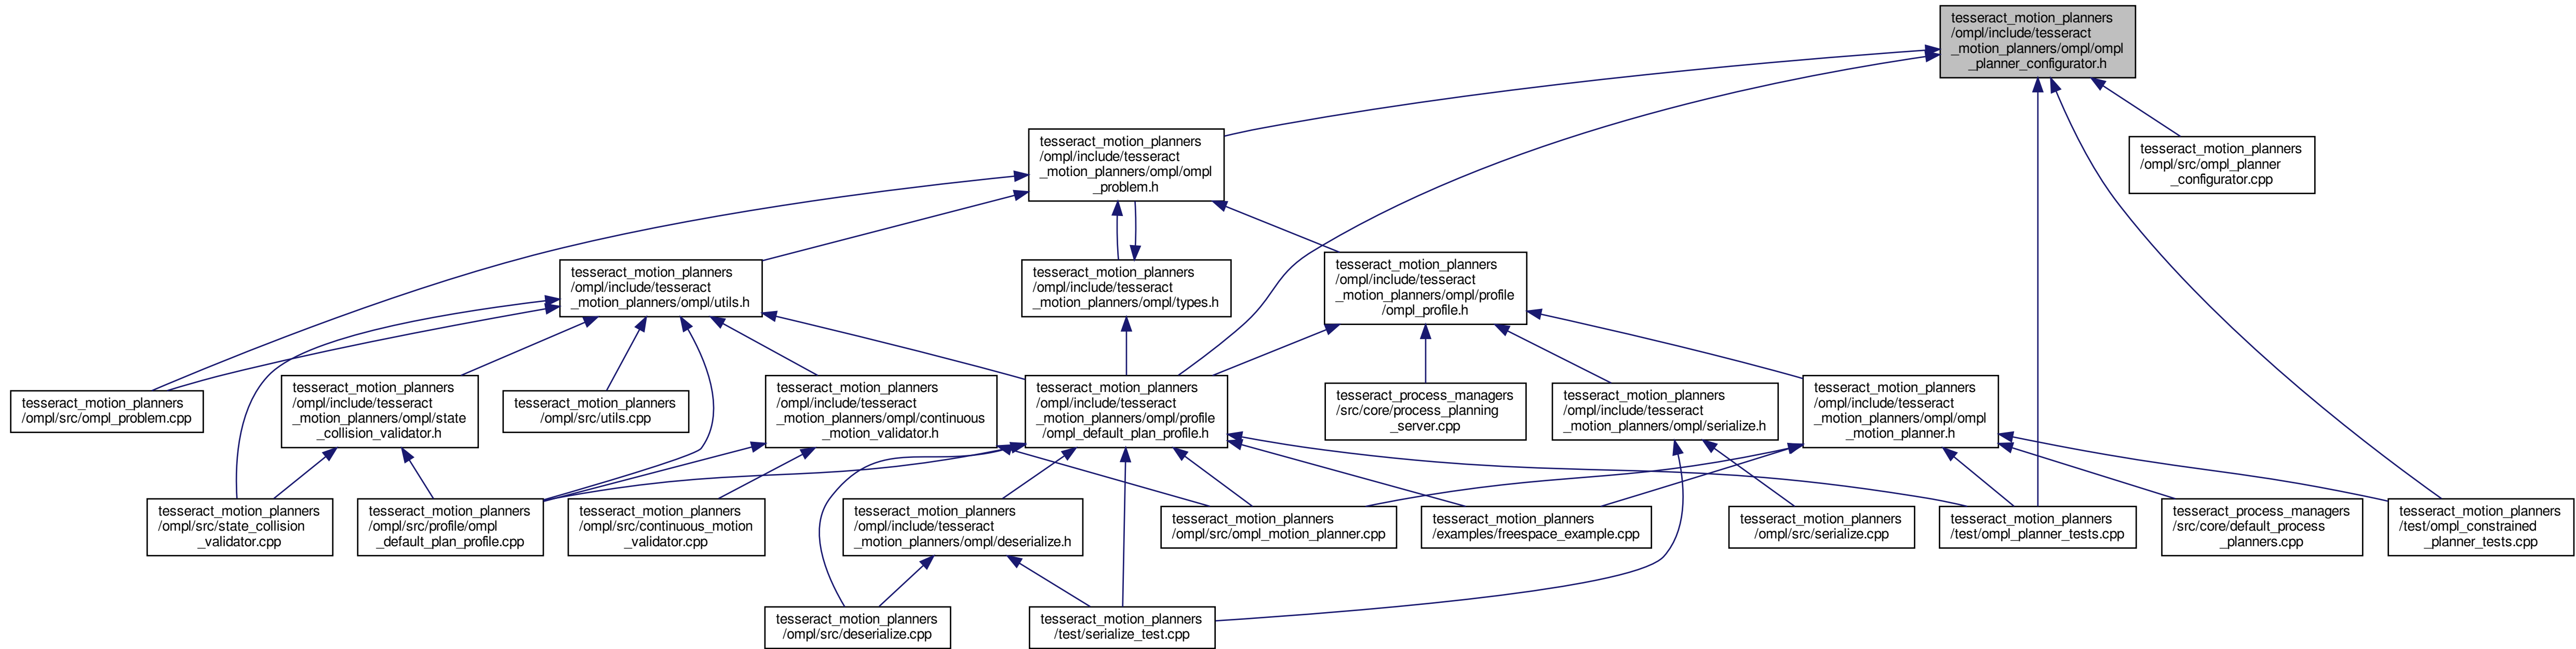 tesseract_motion_planners
/ompl/include/tesseract
_motion_planners/ompl/ompl
_planner_configurator.h
tesseract_motion_planners
/ompl/include/tesseract
_motion_planners/ompl/ompl
_problem.h
tesseract_motion_planners
/ompl/src/ompl_planner
_configurator.cpp
tesseract_motion_planners
/ompl/include/tesseract
_motion_planners/ompl/utils.h
tesseract_motion_planners
/ompl/include/tesseract
_motion_planners/ompl/types.h
tesseract_motion_planners
/ompl/include/tesseract
_motion_planners/ompl/profile
/ompl_profile.h
tesseract_motion_planners
/ompl/src/ompl_problem.cpp
tesseract_motion_planners
/ompl/include/tesseract
_motion_planners/ompl/state
_collision_validator.h
tesseract_motion_planners
/ompl/src/utils.cpp
tesseract_motion_planners
/ompl/include/tesseract
_motion_planners/ompl/continuous
_motion_validator.h
tesseract_motion_planners
/ompl/include/tesseract
_motion_planners/ompl/profile
/ompl_default_plan_profile.h
tesseract_process_managers
/src/core/process_planning
_server.cpp
tesseract_motion_planners
/ompl/include/tesseract
_motion_planners/ompl/serialize.h
tesseract_motion_planners
/ompl/include/tesseract
_motion_planners/ompl/ompl
_motion_planner.h
tesseract_motion_planners
/ompl/src/state_collision
_validator.cpp
tesseract_motion_planners
/ompl/src/profile/ompl
_default_plan_profile.cpp
tesseract_motion_planners
/ompl/src/continuous_motion
_validator.cpp
tesseract_motion_planners
/ompl/include/tesseract
_motion_planners/ompl/deserialize.h
tesseract_motion_planners
/ompl/src/ompl_motion_planner.cpp
tesseract_motion_planners
/examples/freespace_example.cpp
tesseract_motion_planners
/ompl/src/serialize.cpp
tesseract_motion_planners
/test/ompl_planner_tests.cpp
tesseract_process_managers
/src/core/default_process
_planners.cpp
tesseract_motion_planners
/test/ompl_constrained
_planner_tests.cpp
tesseract_motion_planners
/ompl/src/deserialize.cpp
tesseract_motion_planners
/test/serialize_test.cpp